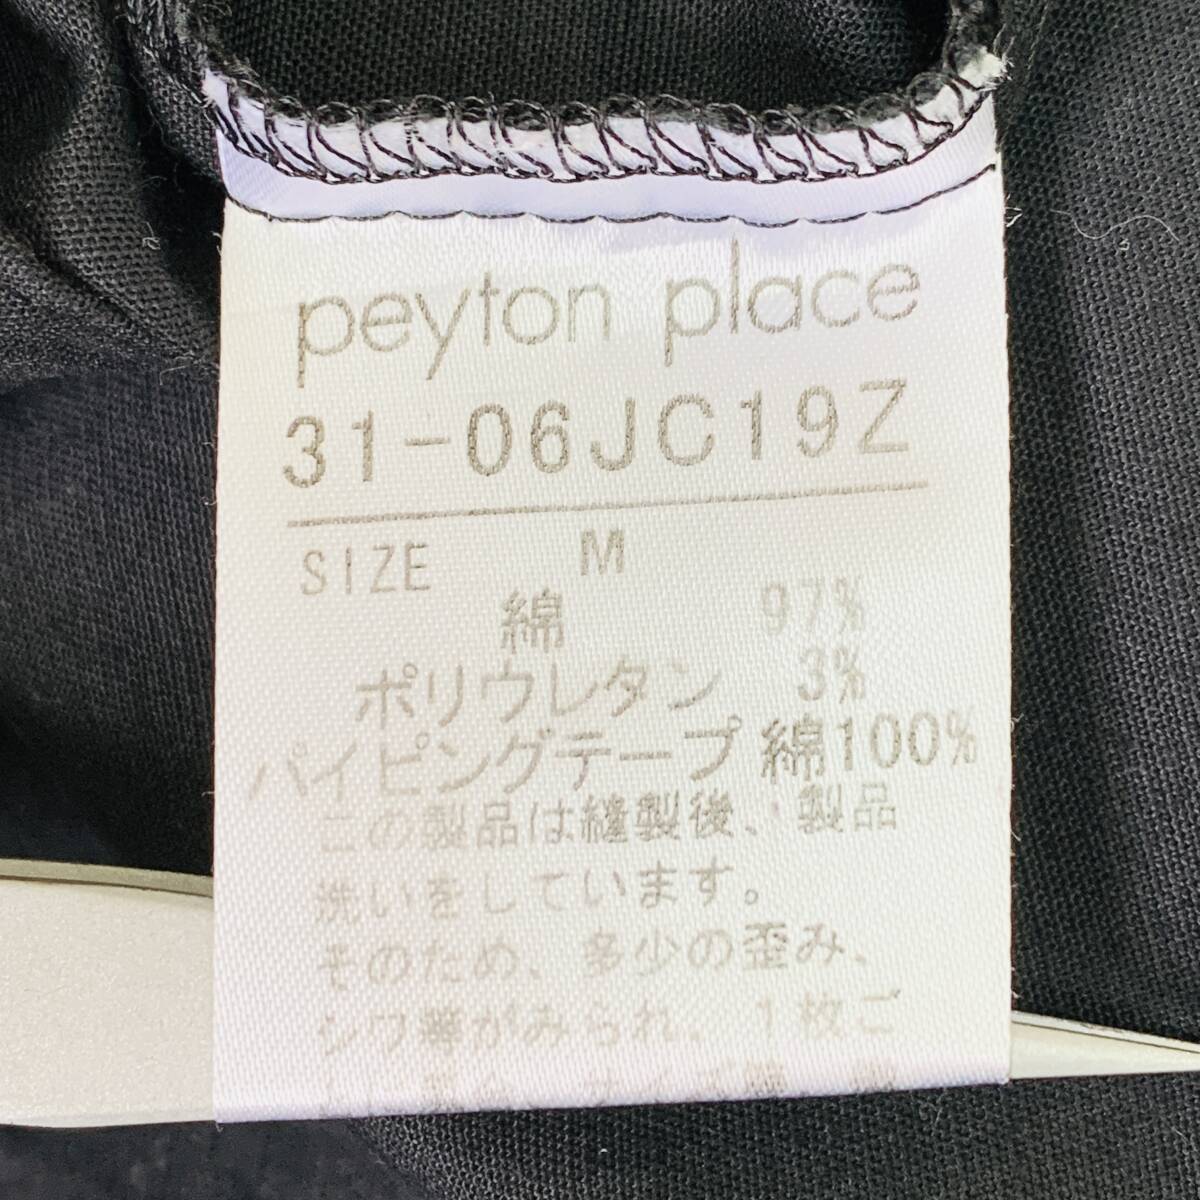 peyton place
31-06JC19Z
SIZE M
綿 97%
ポリウレタン 3%
パイピングテープ 綿100%
この製品は縫製後、製品
洗いをしています。
そのため、多少の歪み、
シワ等がみられ、1枚ご